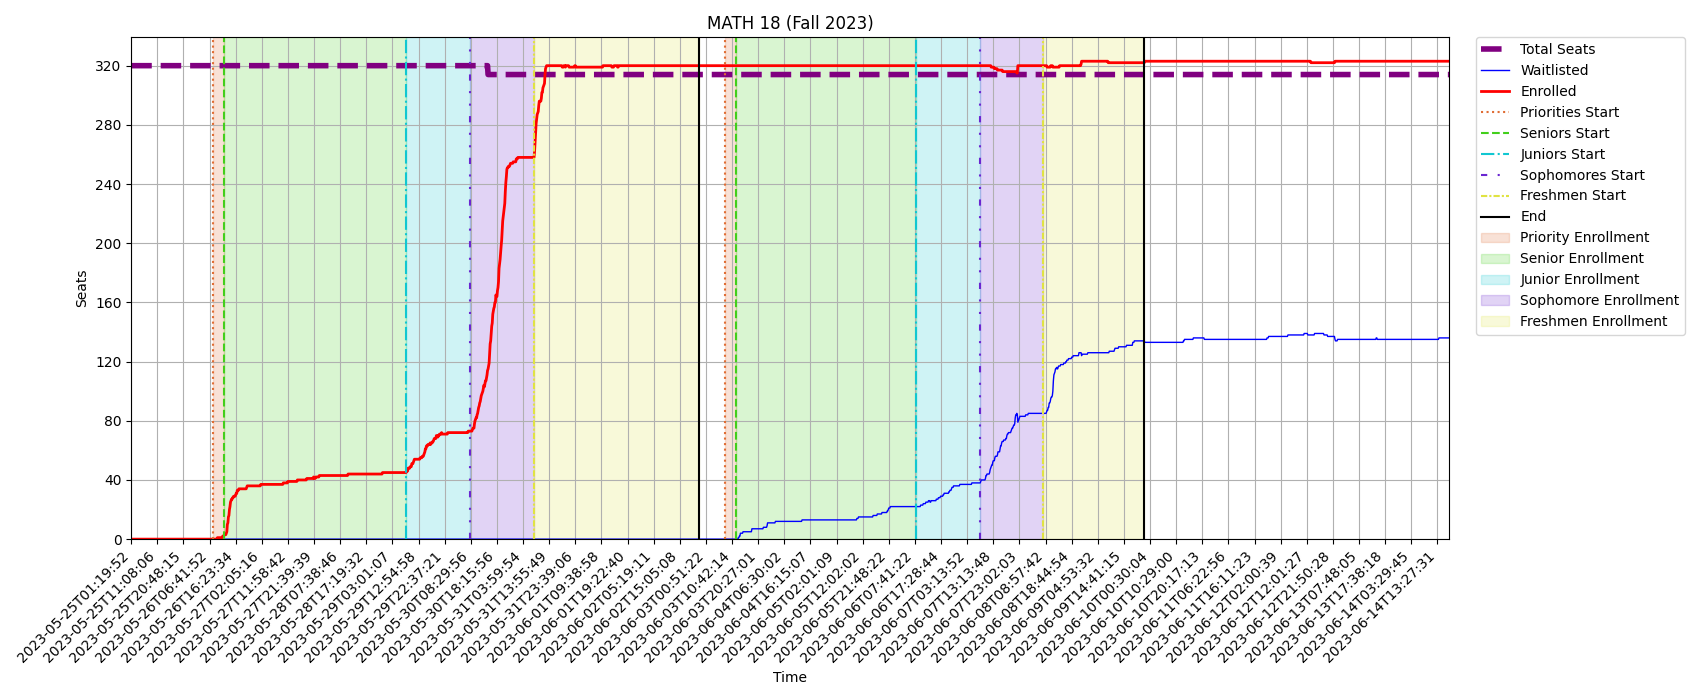 MATH 18 (Fall 2023)
Seats
320
280
240
200
160
120
80
40
0
2023-05-25T01:19:52
2023-05-25T11:08:06
2023-05-25T20:48:15
2023-05-26T06:41:52
2023-05-26T16:23:34
2023-05-27T02:05:16
2023-05-27T11:58:42
2023-05-27T21:39:39
2023-05-28T07:38:46
2023-05-28T17:19:32
2023-05-29T03:01:07
2023-05-29T12:54:58
2023-05-29T22:37:21
2023-05-30T08:29:56
2023-05-30T18:15:56
2023-05-31T03:59:54
2023-05-31T13:55:49
2023-05-31T23:39:06
2023-06-01T09:38:58
2023-06-01T19:22:40
2023-06-02T05:19:11
2023-06-02T15:05:08
2023-06-03T00:51:22
2023-06-03T10:42:14
2023-06-03T20:27:01
2023-06-04T06:30:02
2023-06-04T16:15:07
2023-06-05T02:01:09
2023-06-05T12:02:02
2023-06-05T21:48:22
2023-06-06T07:41:22
2023-06-06T17:28:44
2023-06-07T03:13:52
2023-06-07T13:13:48
2023-06-07T23:02:03
2023-06-08T08:57:42
2023-06-08T18:44:54
2023-06-09T04:53:32
2023-06-09T14:41:15
2023-06-10T00:30:04
2023-06-10T10:29:00
2023-06-10T20:17:13
2023-06-11T06:22:56
2023-06-11T16:11:23
2023-06-12T02:00:39
2023-06-12T12:01:27
2023-06-12T21:50:28
2023-06-13T07:48:05
2023-06-13T17:38:18
2023-06-14T03:29:45
2023-06-14T13:27:31
Time
Total Seats
Waitlisted
Enrolled
Priorities Start
Seniors Start
Juniors Start
Sophomores Start
Freshmen Start
End
Priority Enrollment
Senior Enrollment
Junior Enrollment
Sophomore Enrollment
Freshmen Enrollment